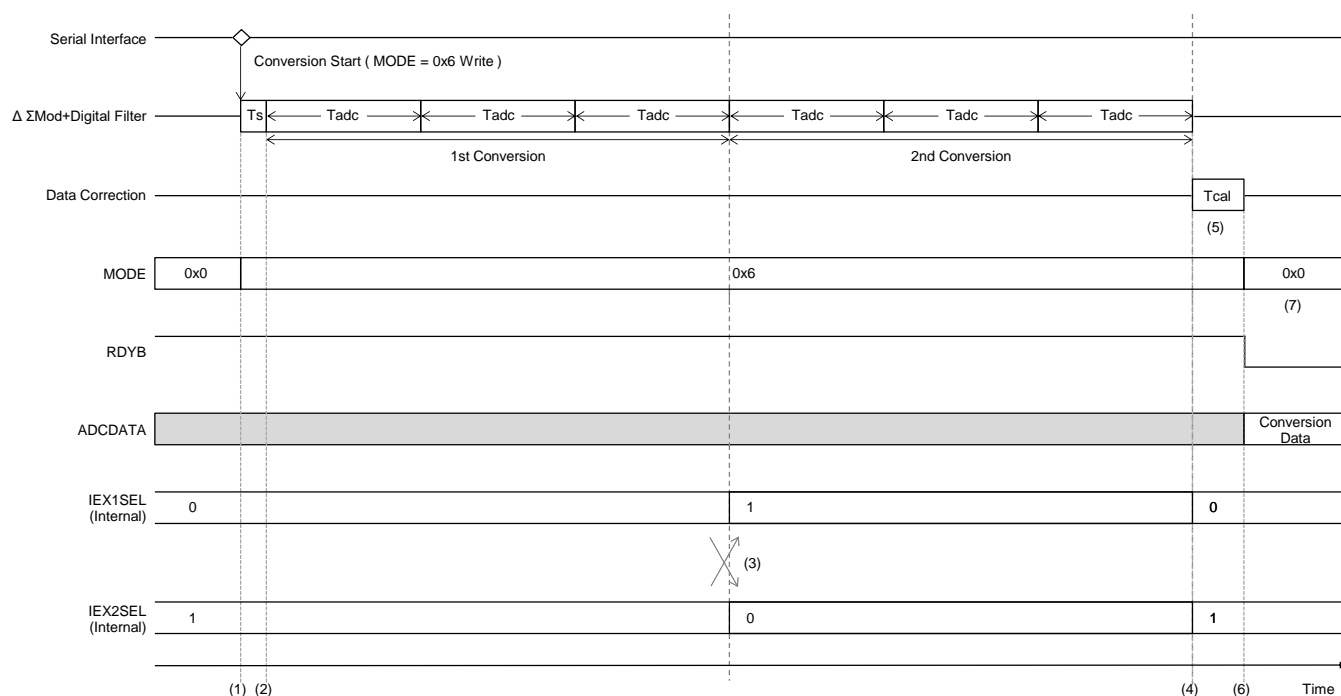 Serial Interface
Conversion Start ( MODE = 0x6 Write )
Δ ΣMod+Digital Filter
Ts
Tadc
Tadc
Tadc
Tadc
Tadc
Tadc
1st Conversion
2nd Conversion
Data Correction
Tcal
(5)
MODE
0x0
0x6
0x0
(7)
RDYB
ADCDATA
Conversion
Data
IEX1SEL
(Internal)
0
1
0
(3)
IEX2SEL
(Internal)
1
0
1
(1)
(2)
(4)
(6)
Time